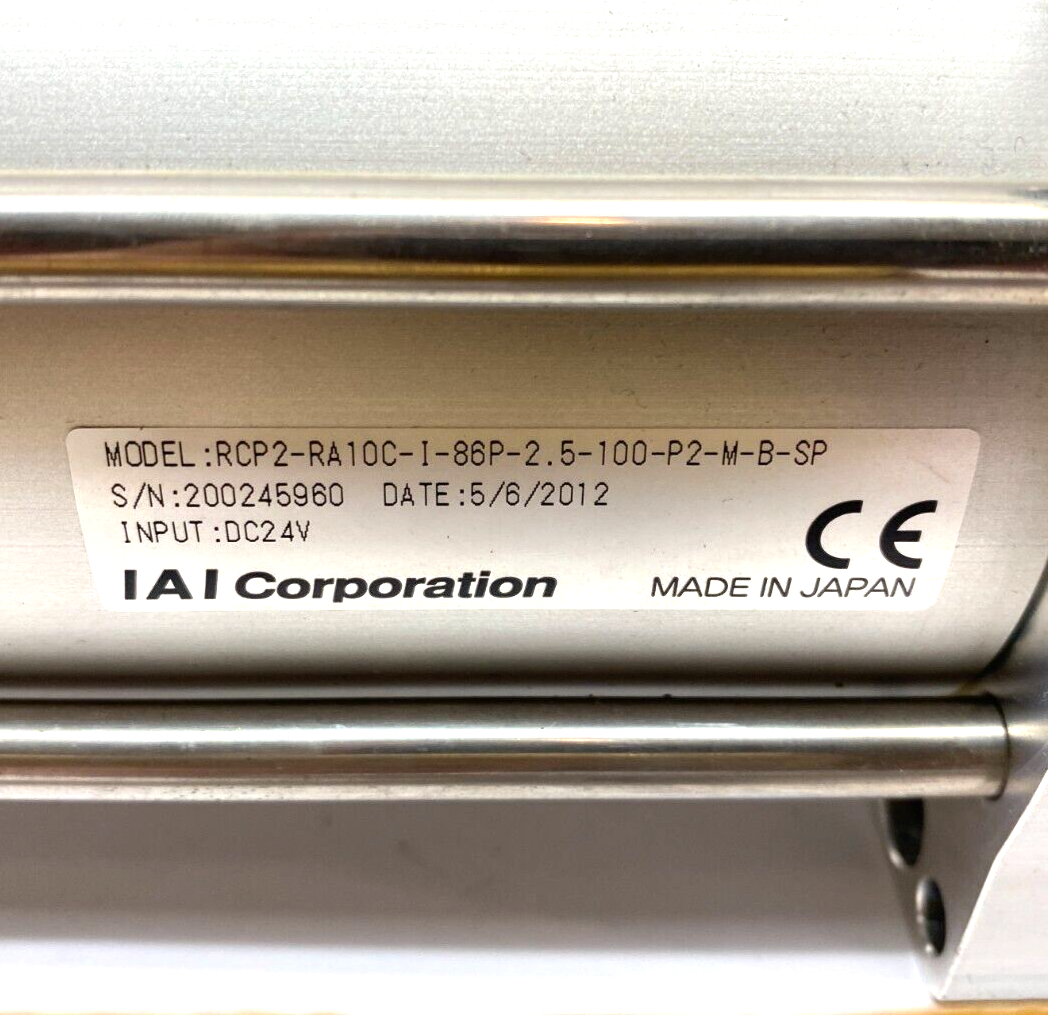 MODEL:RCP2-RA10C-I-86P-2.5-100-P2-M-B-SP
S/N:200245960 DATE:5/6/2012
INPUT:DC24V
CE
IAI Corporation MADE IN JAPAN